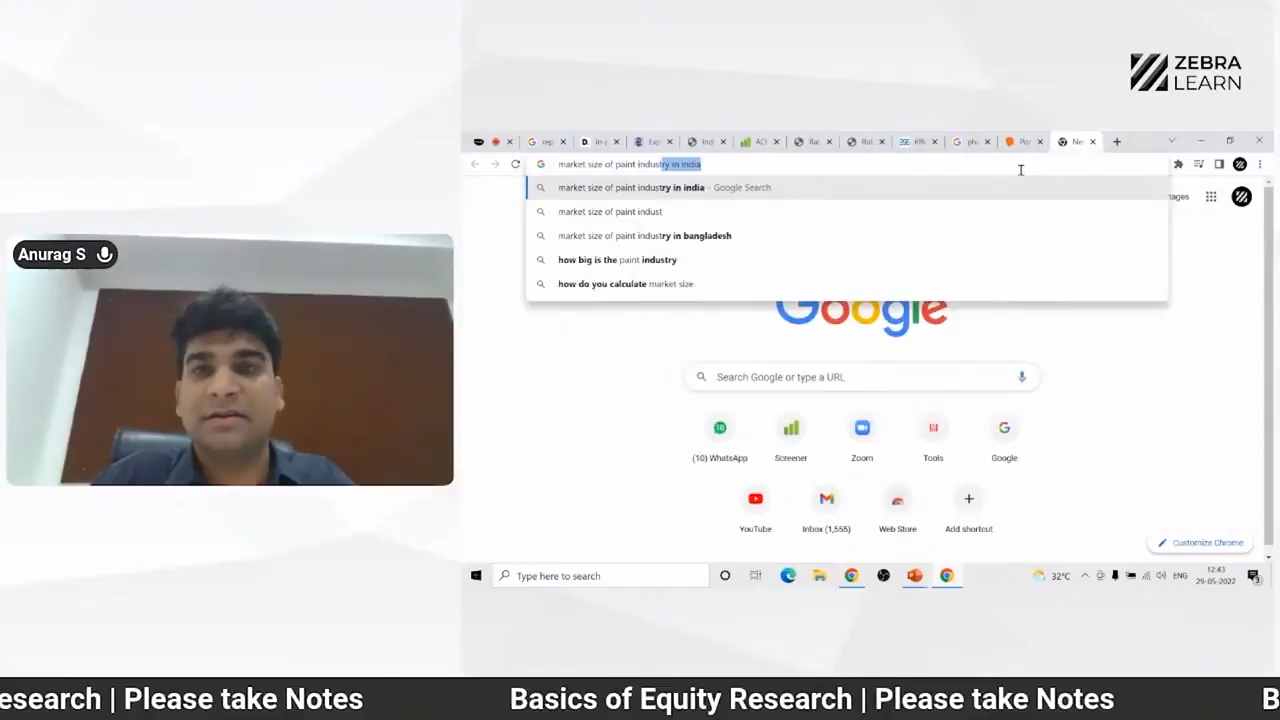 ZEBRA
LEARN
Anurag S
rep
market size of paint industry in india
market size of paint industry in india - Google Search
market size of paint indust
market size of paint industry in bangladesh
how big is the paint industry
how do you calculate market size
ages
Google
Search Google or type a URL
(10) WhatsApp
Screener
Zoom
Tools
Google
YouTube
Inbox (1,555)
Web Store
Add shortcut
Customize Chrome
Type here to search
32°C
ENG
12:43
29-05-2022
esearch | Please take Notes
Basics of Equity Research | Please take Notes
B